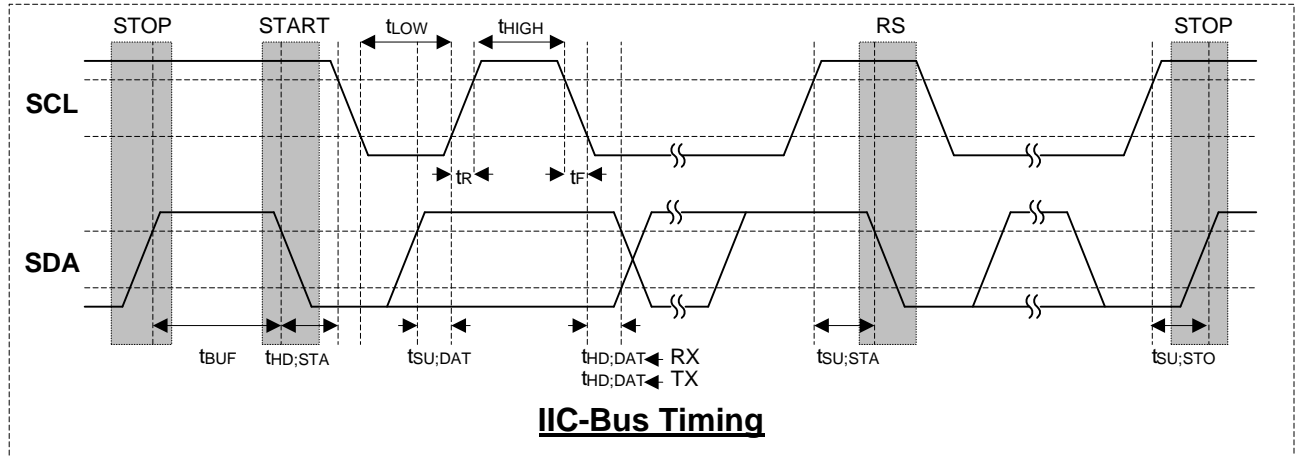 STOP START tLOW tHIGH RS STOP
SCL
tR tF
SDA
tBUF tHD;STA tSU;DAT tHD;DAT RX tSU;STA tSU;STO
tHD;DAT TX
IIC-Bus Timing